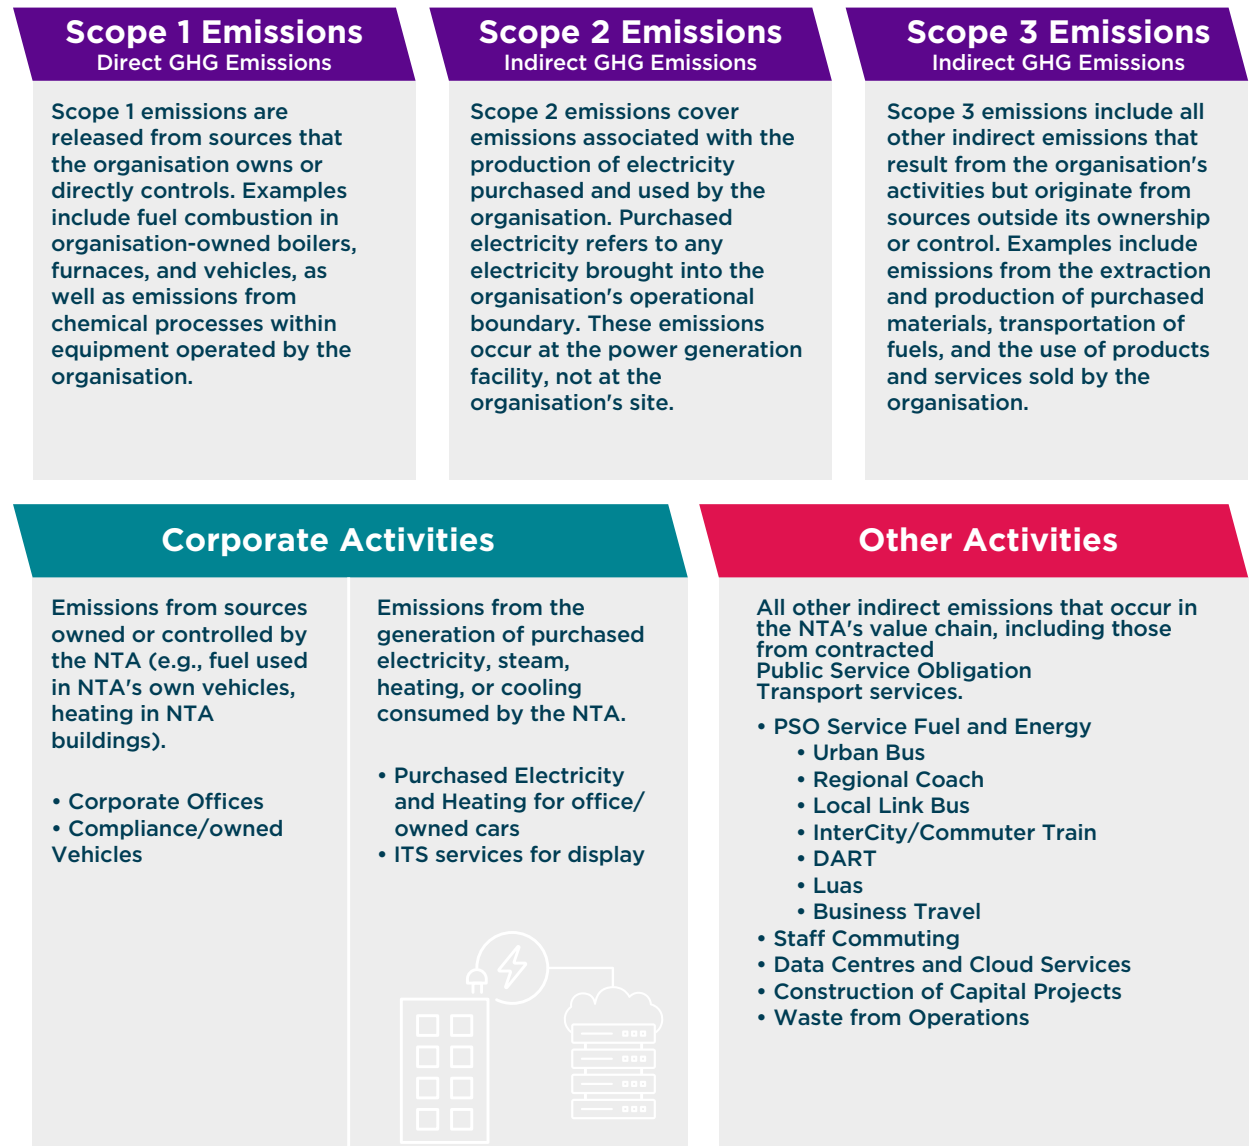 Scope 1 Emissions
Direct GHG Emissions
Scope 1 emissions are
released from sources that
the organisation owns or
directly controls. Examples
include fuel combustion in
organisation-owned boilers,
furnaces, and vehicles, as
well as emissions from
chemical processes within
equipment operated by the
organisation.
Scope 2 Emissions
Indirect GHG Emissions
Scope 2 emissions cover
emissions associated with the
production of electricity
purchased and used by the
organisation. Purchased
electricity refers to any
electricity brought into the
organisation's operational
boundary. These emissions
occur at the power generation
facility, not at the
organisation's site.
Scope 3 Emissions
Indirect GHG Emissions
Scope 3 emissions include all
other indirect emissions that
result from the organisation's
activities but originate from
sources outside its ownership
or control. Examples include
emissions from the extraction
and production of purchased
materials, transportation of
fuels, and the use of products
and services sold by the
organisation.
Corporate Activities
Emissions from sources
owned or controlled by
the NTA (e.g., fuel used
in NTA's own vehicles,
heating in NTA
buildings).
• Corporate Offices
• Compliance/owned
Vehicles
Emissions from the
generation of purchased
electricity, steam,
heating, or cooling
consumed by the NTA.
• Purchased Electricity
and Heating for office/
owned cars
• ITS services for display
Other Activities
All other indirect emissions that occur in
the NTA's value chain, including those
from contracted
Public Service Obligation
Transport services.
• PSO Service Fuel and Energy
• Urban Bus
• Regional Coach
• Local Link Bus
• InterCity/Commuter Train
• DART
• Luas
• Business Travel
• Staff Commuting
• Data Centres and Cloud Services
• Construction of Capital Projects
• Waste from Operations